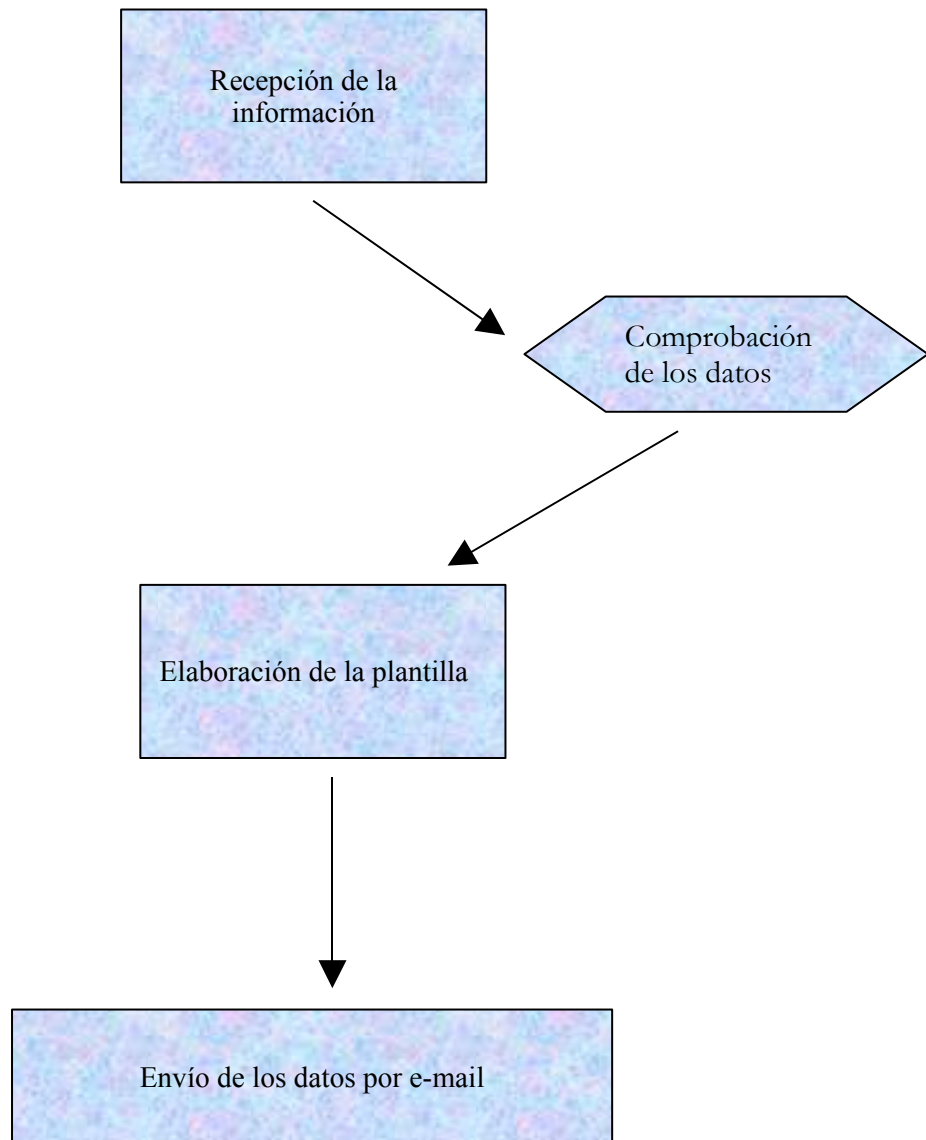 Recepción de la
información
Comprobación
de los datos
Elaboración de la plantilla
Envío de los datos por e-mail